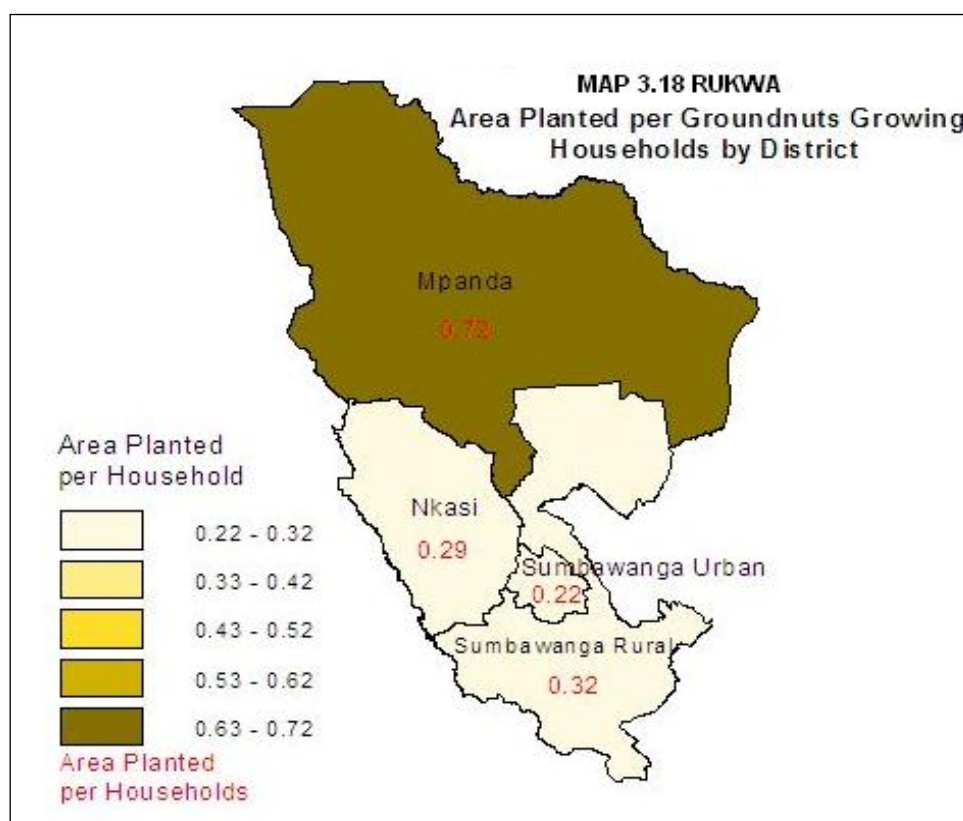 MAP 3.18 RUKWA
Area Planted per Groundnuts Growing
Households by District
Mpanda
0.72
Nkasi
0.29
Sumbawanga Urban
0.22
Sumbawanga Rural
0.32
Area Planted
per Household
0.22 - 0.32
0.33 - 0.42
0.43 - 0.52
0.53 - 0.62
0.63 - 0.72
Area Planted
per Households